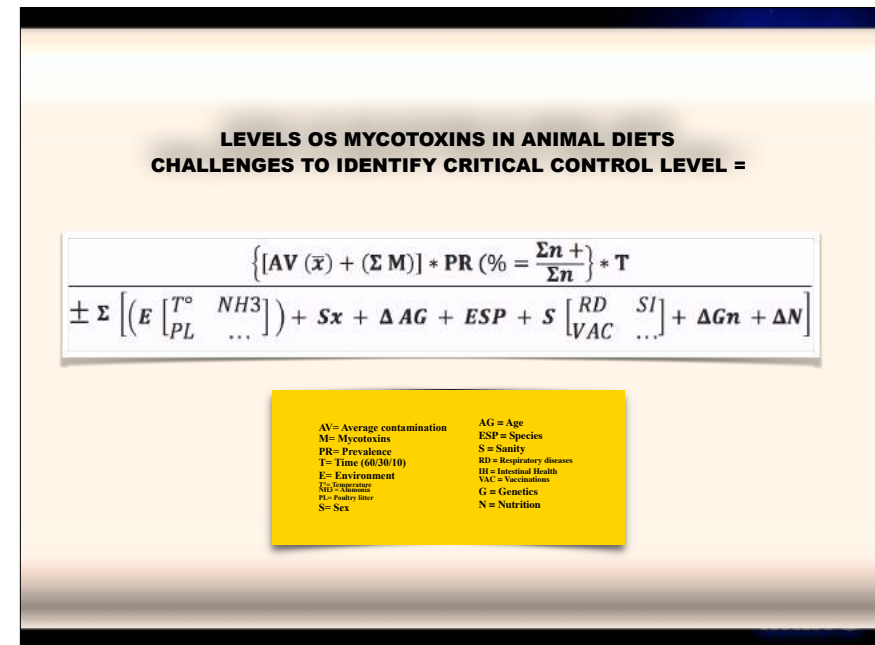 LEVELS OS MYCOTOXINS IN ANIMAL DIETS
CHALLENGES TO IDENTIFY CRITICAL CONTROL LEVEL =
{[AV (x̅) + (Σ M)] * PR (% = Σn +
Σn} * T
± Σ [(E [T° NH3
PL ...]) + Sx + Δ AG + ESP + S [RD SI
VAC ...] + ΔGn + ΔN]
AV= Average contamination
M= Mycotoxins
PR= Prevalence
T= Time (60/30/10)
E= Environment
T°= Temperature
NH3 = Ammonia
PL= Poultry litter
S= Sex
AG = Age
ESP = Species
S = Sanity
RD = Respiratory diseases
IH = Intestinal Health
VAC = Vaccinations
G = Genetics
N = Nutrition